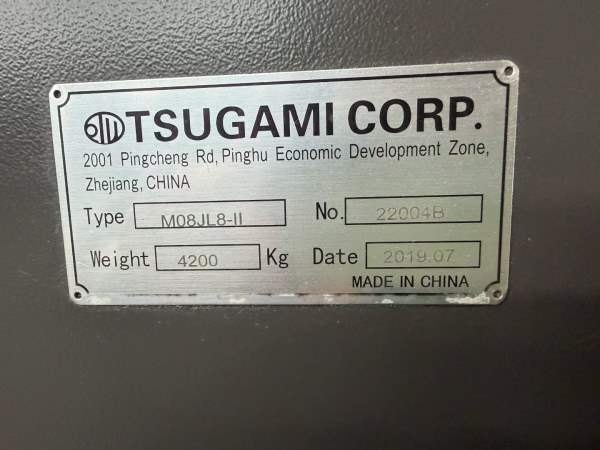 TSUGAMI CORP.
2001 Pingcheng Rd, Pinghu Economic Development Zone,
Zhejiang, CHINA
Type M08JL8-II No. 22004B
Weight 4200 Kg Date 2019.07
MADE IN CHINA